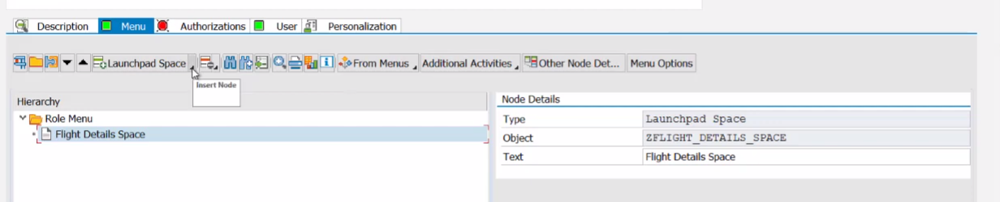 Description Menu Authorizations User Personalization
Launchpad Space From Menus Additional Activities Other Node Det... Menu Options
Insert Node
Hierarchy
Role Menu
Flight Details Space
Node Details
Type Launchpad Space
Object ZFLIGHT_DETAILS_SPACE
Text Flight Details Space